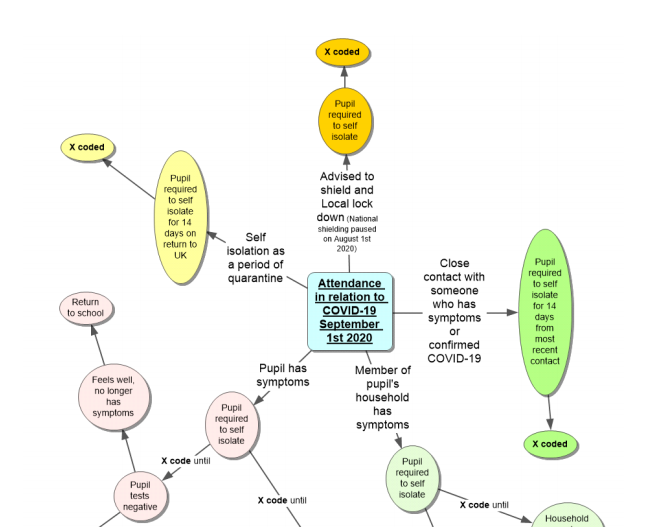 X coded
Pupil
required
to self
isolate
Advised to
shield and
Local lock
down (National
shielding paused
on August 1st
2020)
X coded
Pupil
required
to self
isolate
for 14
days on
return to
UK
Self
isolation as
a period of
quarantine
Attendance
in relation to
COVID-19
September
1st 2020
Close
contact with
someone
who has
symptoms
or
confirmed
COVID-19
Pupil
required
to self
isolate
for 14
days
from
most
recent
contact
X coded
Return
to school
Feels well,
no longer
has
symptoms
Pupil has
symptoms
Pupil
required
to self
isolate
X code until
Pupil
tests
negative
X code until
Member of
pupil's
household
has
symptoms
Pupil
required
to self
isolate
X code until
Household